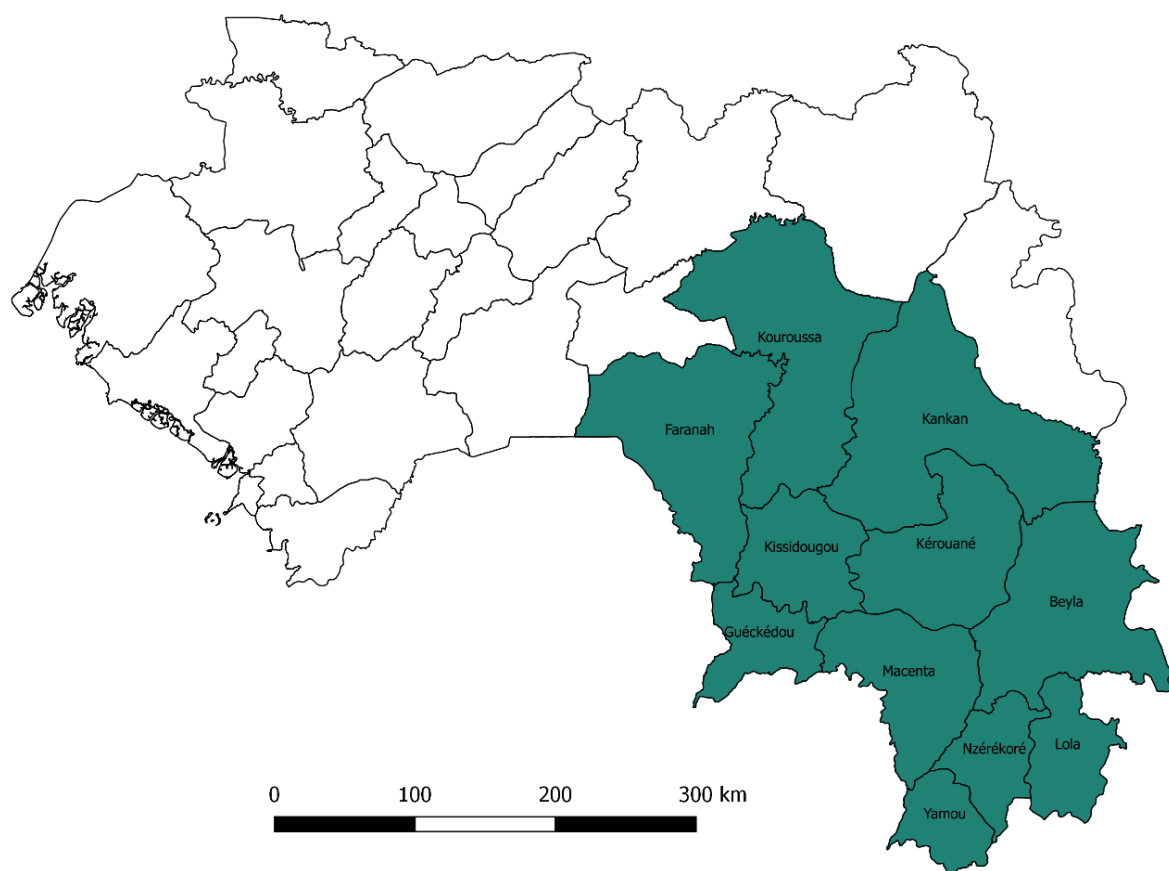 Kouroussa
Kankan
Faranah
Kissidougou
Kérouané
Beyla
Guéckédou
Macenta
Nzérékoré
Lola
Yamou
0 100 200 300 km